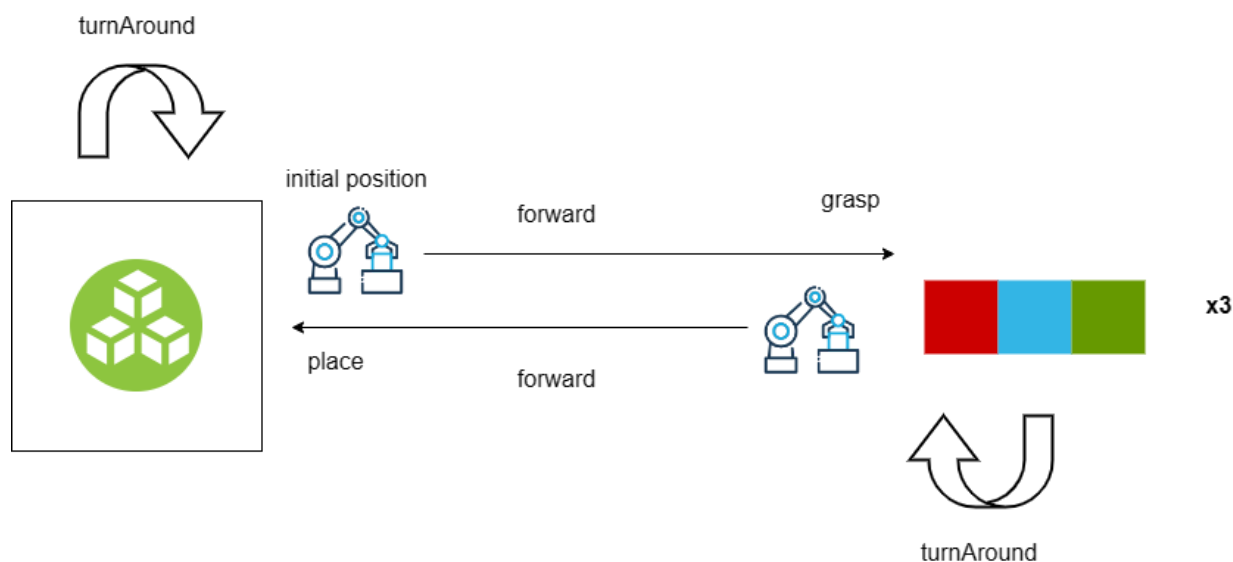 turnAround
initial position
forward
grasp
x3
place
forward
turnAround